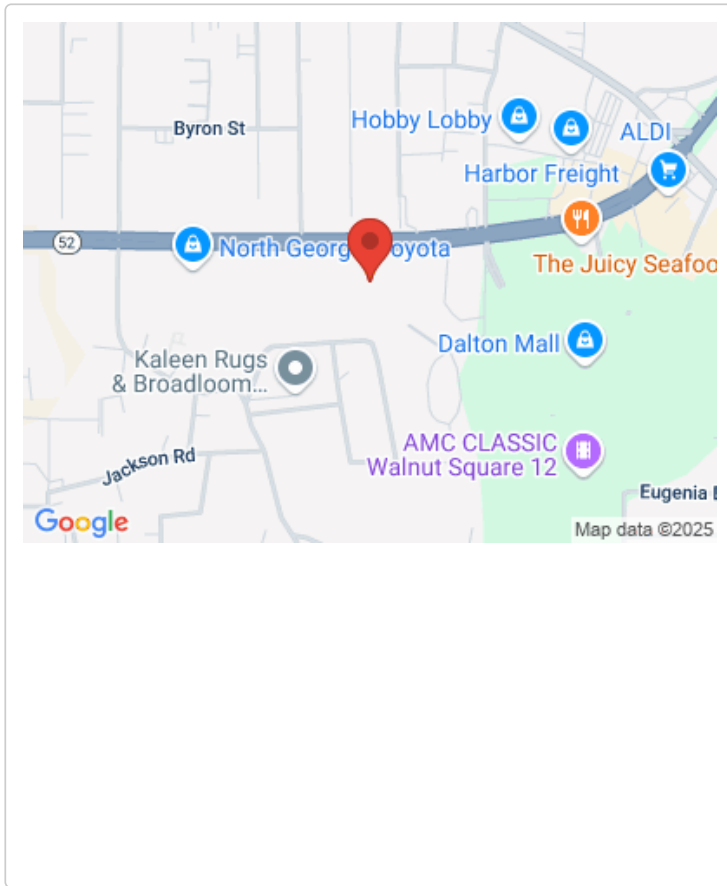 Byron St
Hobby Lobby
ALDI
Harbor Freight
52
North Georg oyota
The Juicy Seafoo
Dalton Mall
Kaleen Rugs
& Broadloom...
AMC CLASSIC
Walnut Square 12
Jackson Rd
Eugenia
Google
Map data ©2025